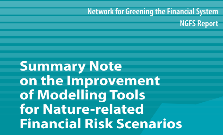 Network for Greening the Financial System
NGFS Report
Summary Note
on the Improvement
of Modelling Tools
for Nature-related
Financial Risk Scenarios